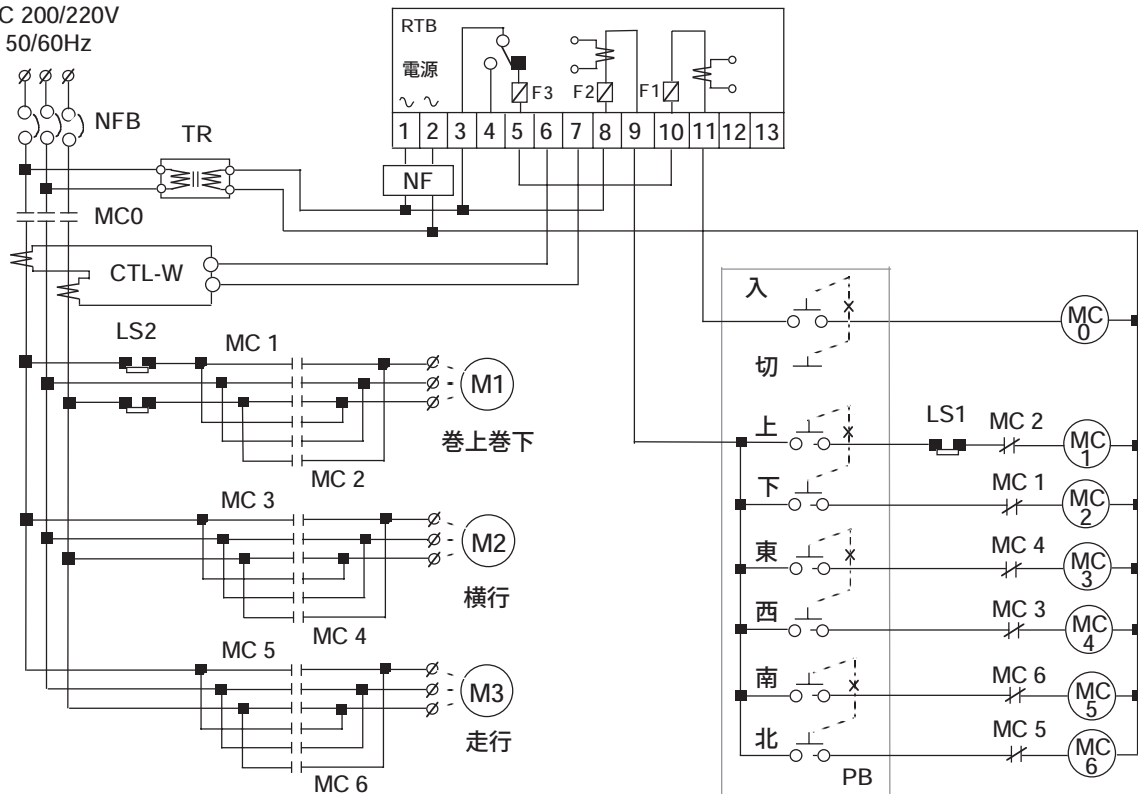 C 200/220V
50/60Hz
NFB
TR
RTB
電源
F3
F2
F1
1 2 3 4 5 6 7 8 9 10 11 12 13
NF
MC0
CTL-W
LS2
MC 1
M1
巻上巻下
MC 2
MC 3
M2
横行
MC 4
MC 5
M3
走行
MC 6
入
MC
0
切
上
LS1
MC 2
MC
1
下
MC 1
MC
2
東
MC 4
MC
3
西
MC 3
MC
4
南
MC 6
MC
5
北
MC 5
MC
6
PB